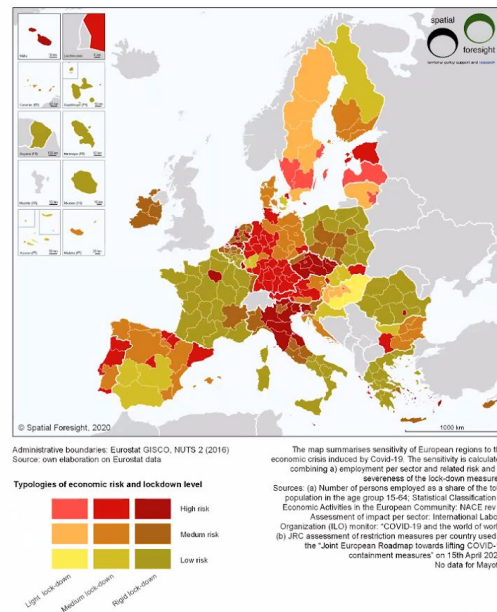 spatial
foresight
territorial policy support and research
Malta
Liechtenstein
Guadeloupe (FR)
Guyane (FR)
Martinique (FR)
Mayotte (FR)
Réunion (FR)
Madeira (PT)
© Spatial Foresight, 2020
1000 km
Administrative boundaries: Eurostat GISCO, NUTS 2 (2016)
Source: own elaboration on Eurostat data
Typologies of economic risk and lockdown level
High risk
Medum risk
Low risk
Light lock-down
Medium lock-down
Rigid lock-down
The map summarises sensitivity of European regions to th
economic crisis induced by Covid-19. The sensitivity is calculate
combining a) employment per sector and related risk and
severeness of the lock-down measure
Sources: (a) Number of persons employed as a share of the tot
population in the age group 15-64; Statistical Classification
Economic Activities in the European Community: NACE rev
Assessment of impact per sector: International Labo
Organization (ILO) monitor: "COVID-19 and the world of work
(b) JRC assessment of restriction measures per country used
the "Joint European Roadmap towards lifting COVID-
containment measures" on 15th April 202
No data for Mayott